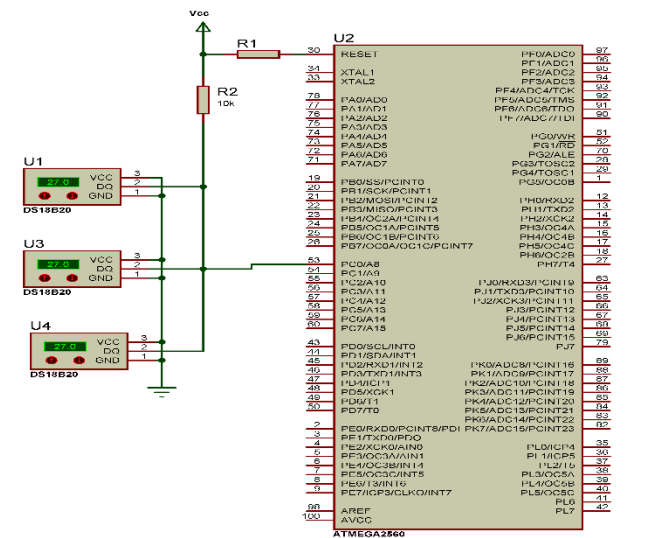 Vcc
R1
R2
10k
U1
27.0
VCC 3
DQ 2
GND 1
DS18B20
U3
27.0
VCC 3
DQ 2
GND 1
DS18B20
U4
27.0
VCC 3
DQ 2
GND 1
DS18B20
U2
30 RESET
34 XTAL1
33 XTAL2
78 PA0/AD0
77 PA1/AD1
76 PA2/AD2
75 PA3/AD3
74 PA4/AD4
73 PA5/AD5
72 PA6/AD6
71 PA7/AD7
19 PB0/SS/PCINT0
20 PB1/SCK/PCINT1
21 PB2/MOSI/PCINT2
22 PB3/MISO/PCINT3
23 PB4/OC2A/PCINT4
24 PB5/OC1A/PCINT5
25 PB6/OC1B/PCINT6
26 PB7/OC0A/OC1C/PCINT7
53 PC0/A8
54 PC1/A9
55 PC2/A10
56 PC3/A11
57 PC4/A12
58 PC5/A13
59 PC6/A14
60 PC7/A15
43 PD0/SCL/INT0
44 PD1/SDA/INT1
45 PD2/RXD1/INT2
46 PD3/TXD1/INT3
47 PD4/ICP1
48 PD5/XCK1
49 PD6/T1
50 PD7/T0
2 PE0/RXD0/PCINT8/PDI
3 PE1/TXD0/PDO
4 PE2/XCK0/AIN0
5 PE3/OC3A/AIN1
6 PE4/OC3B/INT4
7 PE5/OC3C/INT5
8 PE6/T3/INT6
9 PE7/ICP3/CLKO/INT7
98 AREF
100 AVCC
PF0/ADC0 97
PF1/ADC1 96
PF2/ADC2 95
PF3/ADC3 94
PF4/ADC4/TCK 93
PF5/ADC5/TMS 92
PF6/ADC6/TDO 91
PF7/ADC7/TDI 90
PG0/WR 51
PG1/RD 52
PG2/ALE 70
PG3/TOSC2 28
PG4/TOSC1 29
PG5/OC0B 1
PH0/RXD2 12
PH1/TXD2 13
PH2/XCK2 14
PH3/OC4A 15
PH4/OC4B 16
PH5/OC4C 17
PH6/OC2B 18
PH7/T4 27
PJ0/RXD3/PCINT9 63
PJ1/TXD3/PCINT10 64
PJ2/XCK3/PCINT11 65
PJ3/PCINT12 66
PJ4/PCINT13 67
PJ5/PCINT14 68
PJ6/PCINT15 69
PJ7 79
PK0/ADC8/PCINT16 89
PK1/ADC9/PCINT17 88
PK2/ADC10/PCINT18 87
PK3/ADC11/PCINT19 86
PK4/ADC12/PCINT20 85
PK5/ADC13/PCINT21 84
PK6/ADC14/PCINT22 83
PK7/ADC15/PCINT23 82
PL0/ICP4 35
PL1/ICP5 36
PL2/T5 37
PL3/OC5A 38
PL4/OC5B 39
PL5/OC5C 40
PL6 41
PL7 42
ATMEGA2560